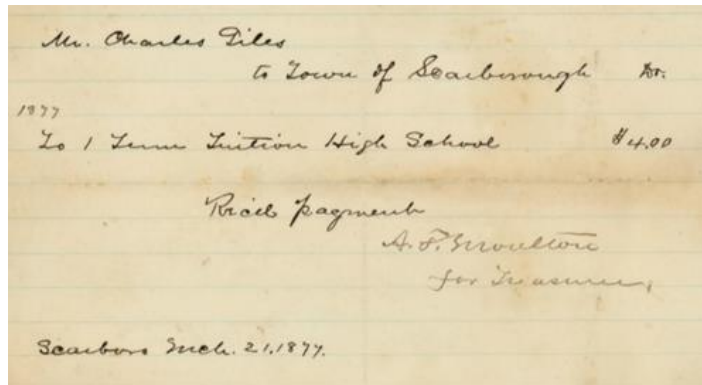 Mr. Charles Giles
to Town of Scarborough Dr.
1877
To 1 Term Tuition High School $4.00
Rec'd payment
A. F. Moulton
for Treasurer,
Scarboro Mch. 21, 1877.